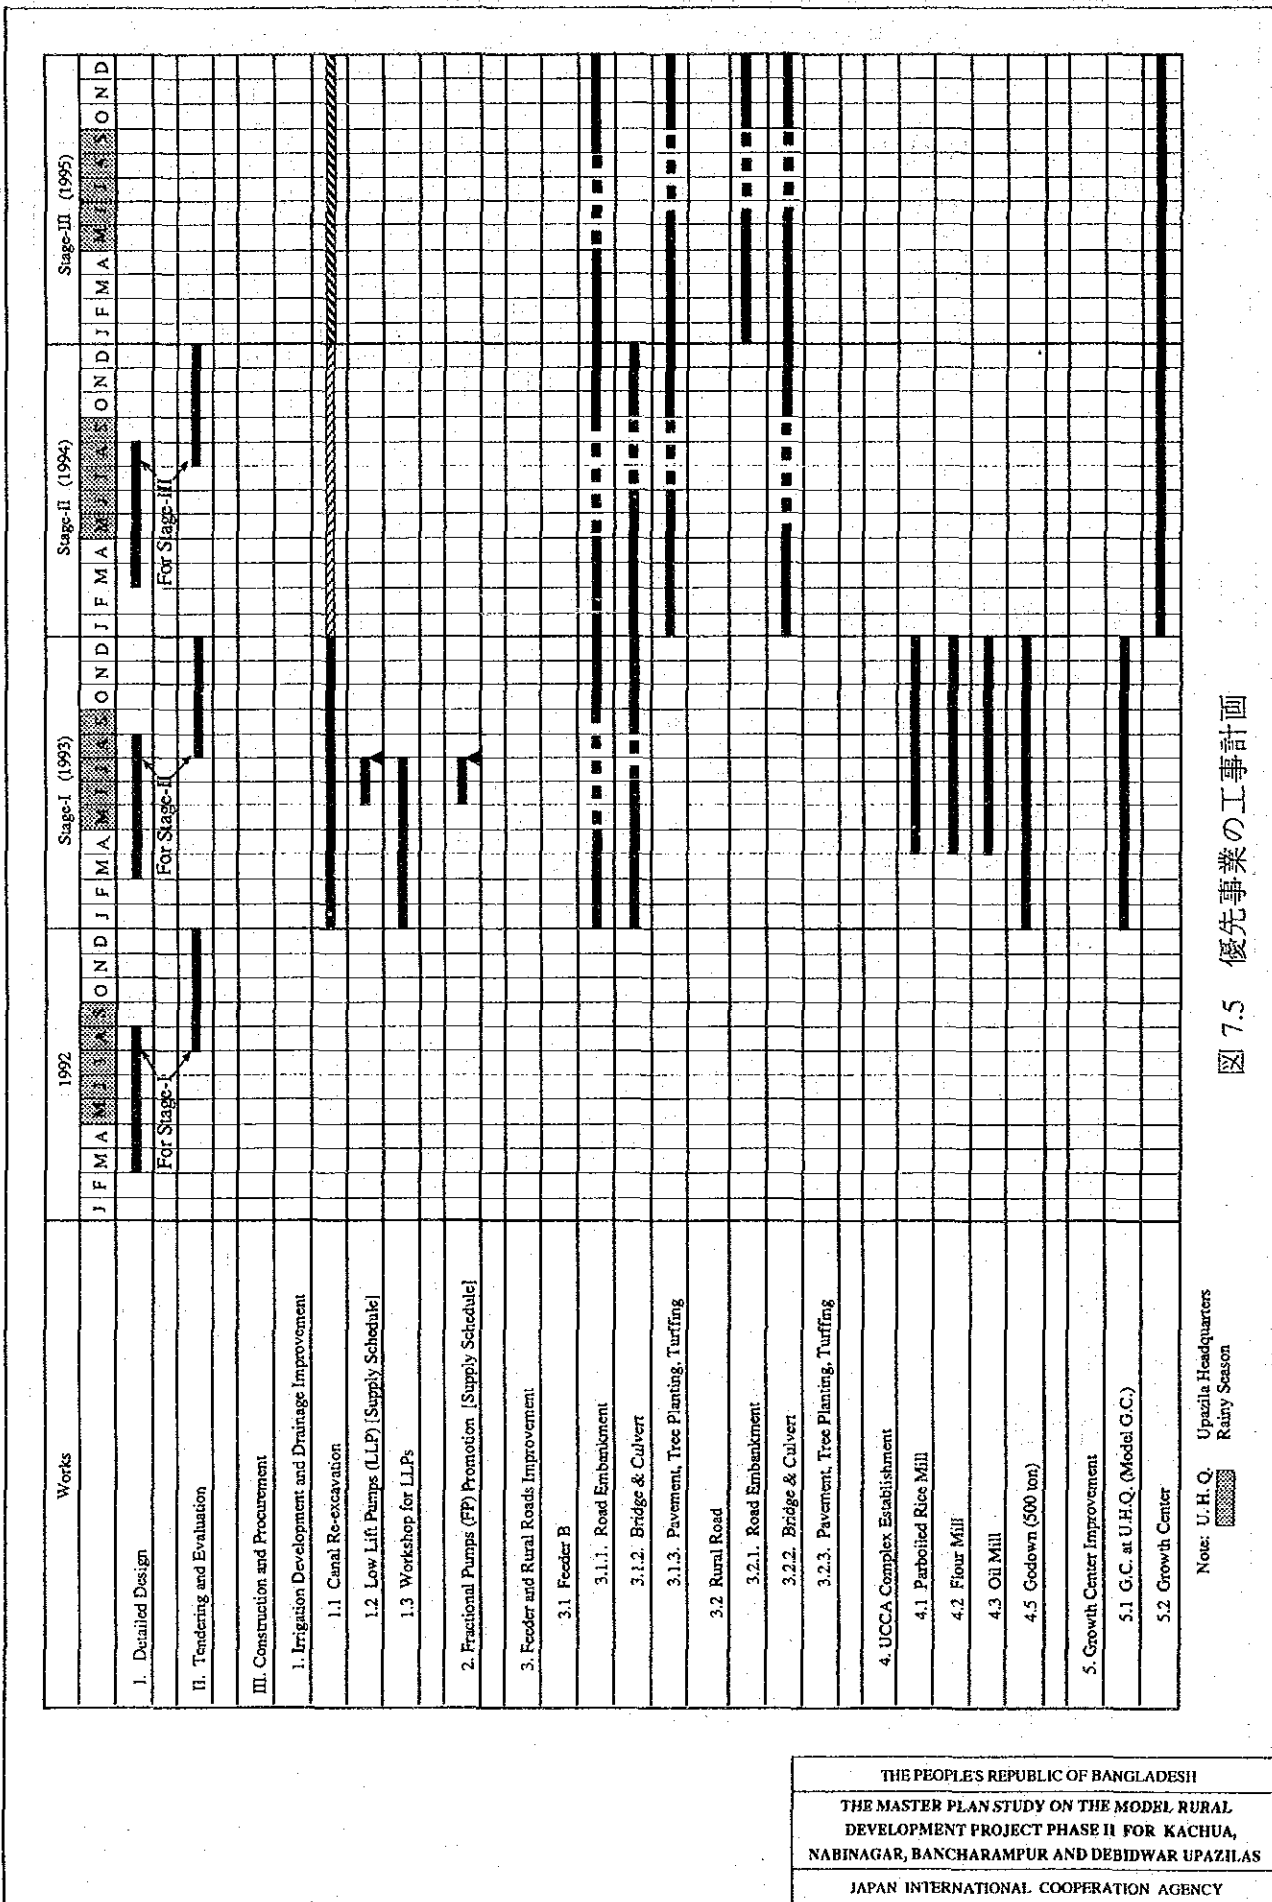 Works
1992
Stage-I (1993)
Stage-II (1994)
Stage-III (1995)
J F M A M J J A S O N D J F M A M J J A S O N D J F M A M J J A S O N D J F M A M J J A S O N D
I. Detailed Design
For Stage-I
For Stage-II
For Stage-III
II. Tendering and Evaluation
III. Construction and Procurement
1. Irrigation Development and Drainage Improvement
1.1 Canal Re-excavation
1.2 Low Lift Pumps (LLP) [Supply Schedule]
1.3 Workshop for LLPs
2. Fractional Pumps (FP) Promotion [Supply Schedule]
3. Feeder and Rural Roads Improvement
3.1 Feeder B
3.1.1. Road Embankment
3.1.2. Bridge & Culvert
3.1.3. Pavement, Tree Planting, Turffing
3.2 Rural Road
3.2.1. Road Embankment
3.2.2. Bridge & Culvert
3.2.3. Pavement, Tree Planting, Turffing
4. UCCA Complex Establishment
4.1 Parboiled Rice Mill
4.2 Flour Mill
4.3 Oil Mill
4.5 Godown (500 ton)
5. Growth Center Improvement
5.1 G.C. at U.H.Q. (Model G.C.)
5.2 Growth Center
Note: U.H.Q. Upazila Headquarters
Rainy Season
図 7.5 優先事業の工事計画
THE PEOPLE'S REPUBLIC OF BANGLADESH
THE MASTER PLAN STUDY ON THE MODEL RURAL
DEVELOPMENT PROJECT PHASE II FOR KACHUA,
NABINAGAR, BANCHARAMPUR AND DEBIDWAR UPAZILAS
JAPAN INTERNATIONAL COOPERATION AGENCY